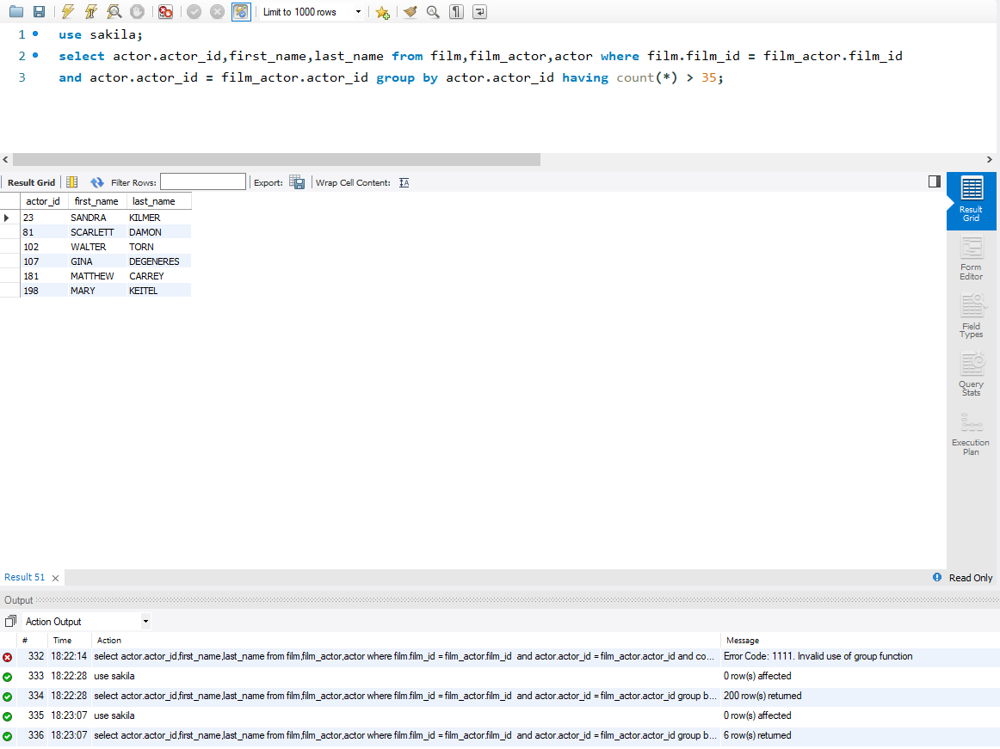 Limit to 1000 rows
1 use sakila;
2 select actor.actor_id,first_name,last_name from film,film_actor,actor where film.film_id = film_actor.film_id
3 and actor.actor_id = film_actor.actor_id group by actor.actor_id having count(*) > 35;
Result Grid Filter Rows: Export: Wrap Cell Content:
actor_id first_name last_name
23 SANDRA KILMER
81 SCARLETT DAMON
102 WALTER TORN
107 GINA DEGENERES
181 MATTHEW CARREY
198 MARY KEITEL
Result
Grid
Form
Editor
Field
Types
Query
Stats
Execution
Plan
Result 51 Read Only
Output
Action Output
# Time Action Message
332 18:22:14 select actor.actor_id,first_name,last_name from film,film_actor,actor where film.film_id = film_actor.film_id and actor.actor_id = film_actor.actor_id and co... Error Code: 1111. Invalid use of group function
333 18:22:28 use sakila 0 row(s) affected
334 18:22:28 select actor.actor_id,first_name,last_name from film,film_actor,actor where film.film_id = film_actor.film_id and actor.actor_id = film_actor.actor_id group b... 200 row(s) returned
335 18:23:07 use sakila 0 row(s) affected
336 18:23:07 select actor.actor_id,first_name,last_name from film,film_actor,actor where film.film_id = film_actor.film_id and actor.actor_id = film_actor.actor_id group b... 6 row(s) returned